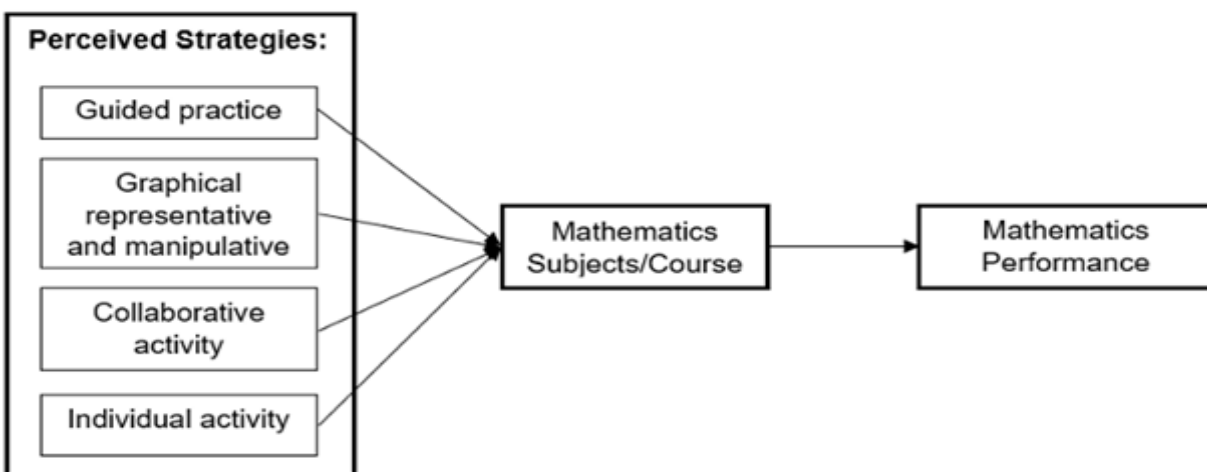 Perceived Strategies:
Guided practice
Graphical
representative
and manipulative
Collaborative
activity
Individual activity
Mathematics
Subjects/Course
Mathematics
Performance